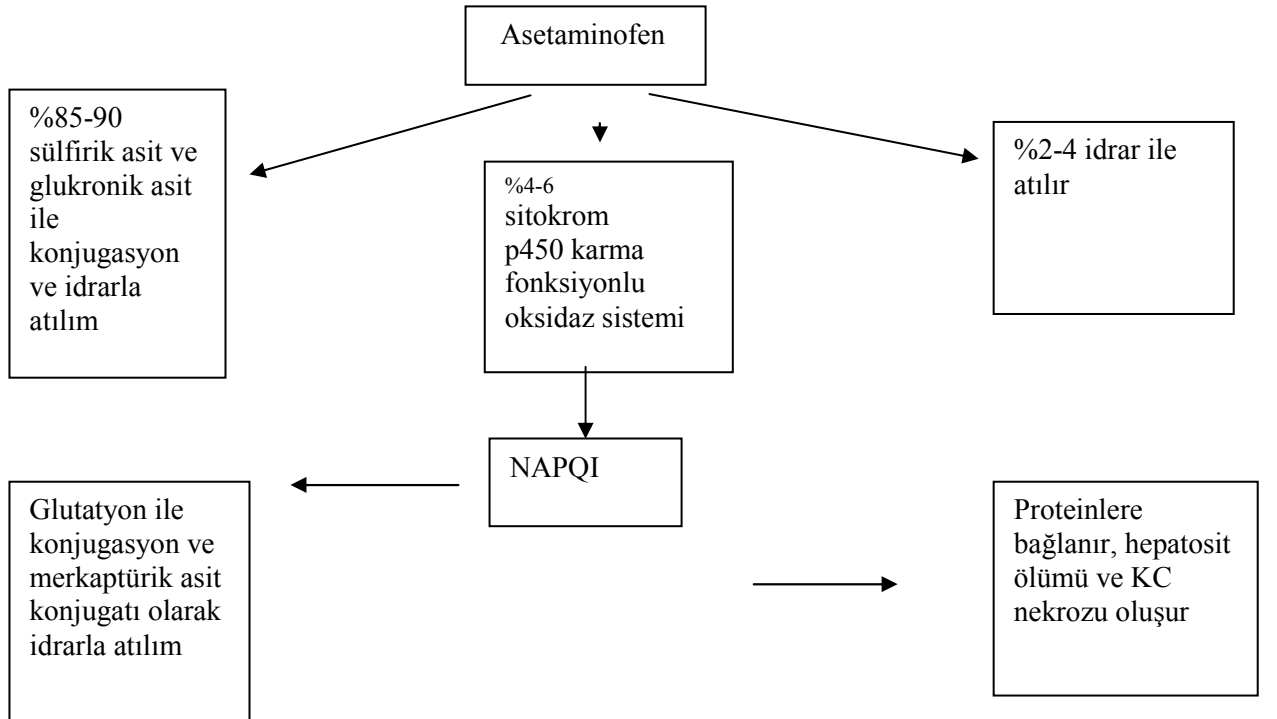 Asetaminofen
%85-90
sülfirik asit ve
glukronik asit
ile
konjugasyon
ve idrarla
atılım
%4-6
sitokrom
p450 karma
fonksiyonlu
oksidaz sistemi
%2-4 idrar ile
atılır
NAPQI
Glutatyon ile
konjugasyon ve
merkaptürik asit
konjugatı olarak
idrarla atılım
Proteinlere
bağlanır, hepatosit
ölümü ve KC
nekrozu oluşur